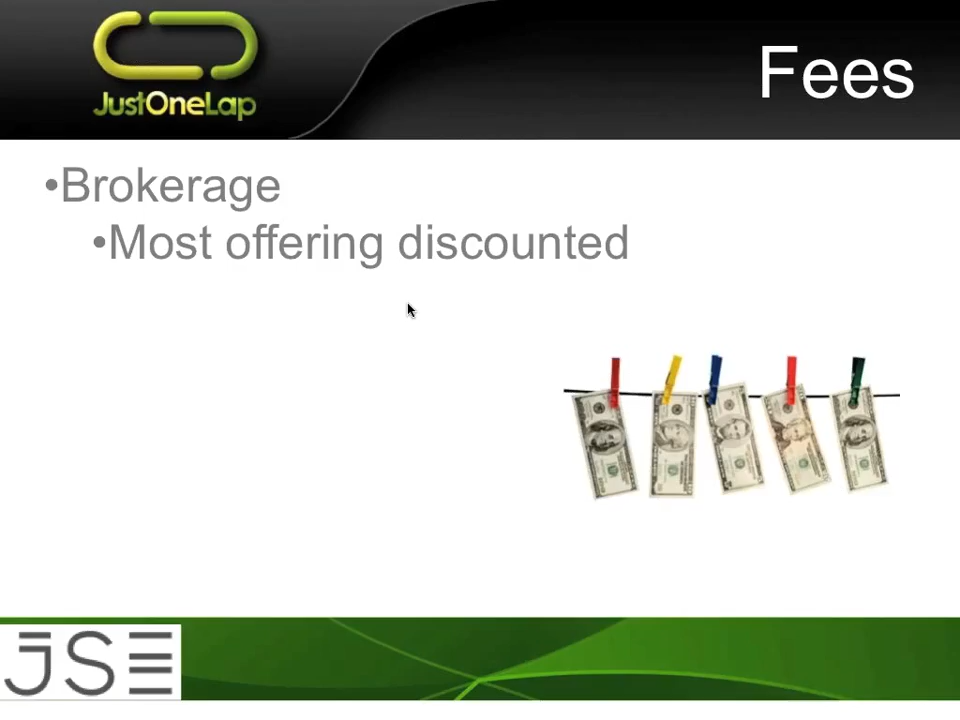 JustOneLap
Fees
•Brokerage
•Most offering discounted
JSE